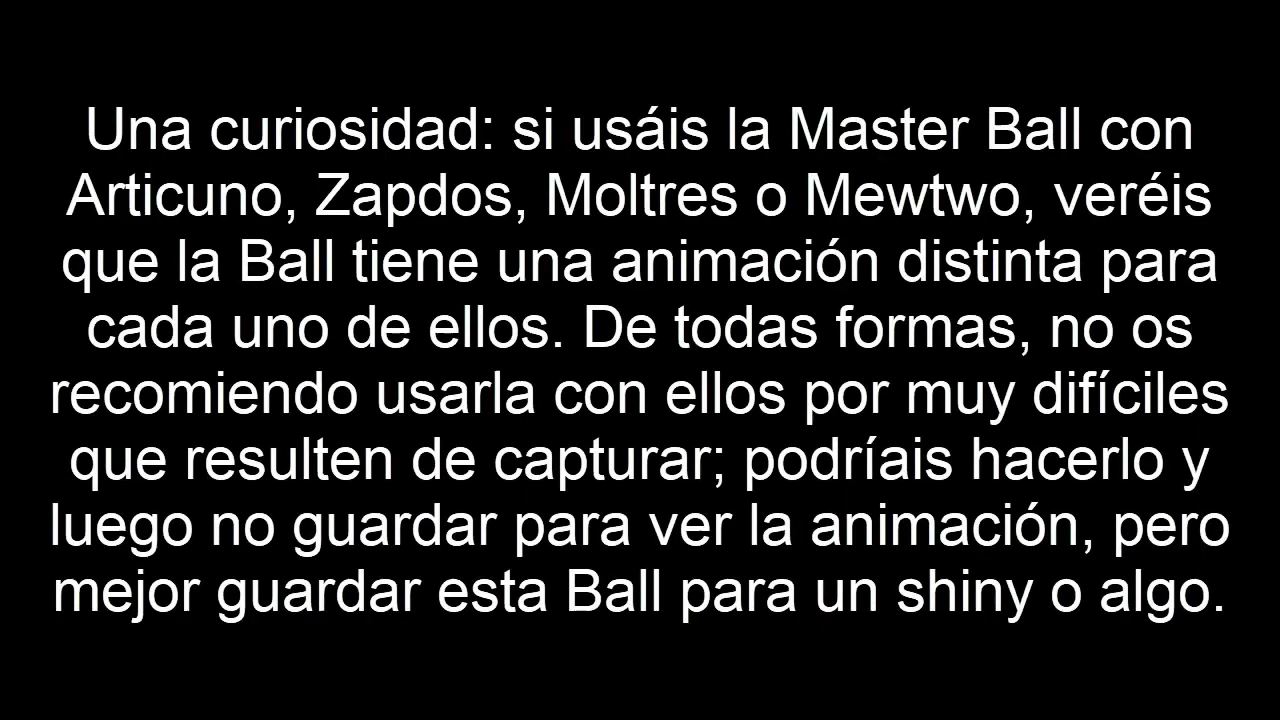 Una curiosidad: si usáis la Master Ball con
Articuno, Zapdos, Moltres o Mewtwo, veréis
que la Ball tiene una animación distinta para
cada uno de ellos. De todas formas, no os
recomiendo usarla con ellos por muy difíciles
que resulten de capturar; podríais hacerlo y
luego no guardar para ver la animación, pero
mejor guardar esta Ball para un shiny o algo.